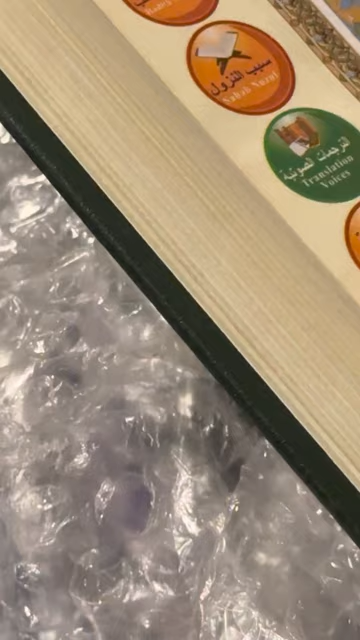 سبب النزول
Sabab Nuzul
الترجمات الصوتية
Translation
Voices